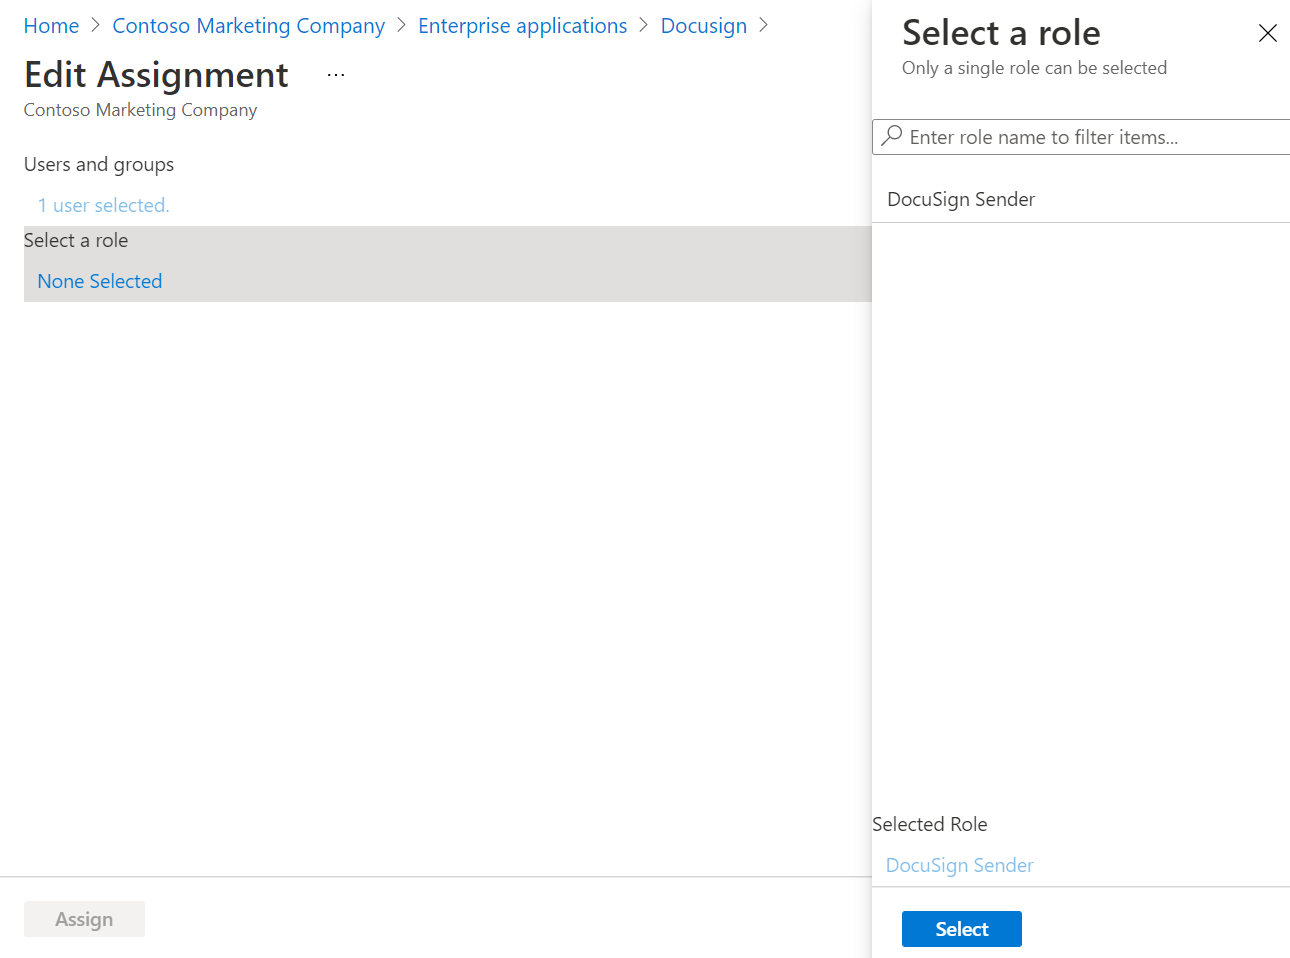 Home > Contoso Marketing Company > Enterprise applications > Docusign >
Edit Assignment ...
Contoso Marketing Company
Users and groups
1 user selected.
Select a role
None Selected
Assign
Select a role
Only a single role can be selected
Enter role name to filter items...
DocuSign Sender
Selected Role
DocuSign Sender
Select